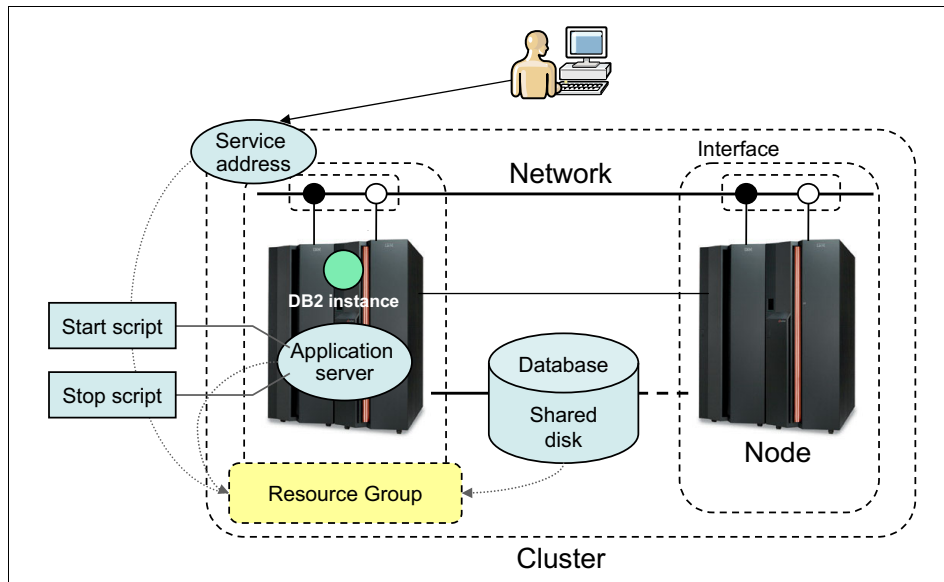 Service
address
Interface
Network
DB2 instance
Start script
Application
server
Stop script
Database
Shared
disk
Node
Resource Group
Cluster